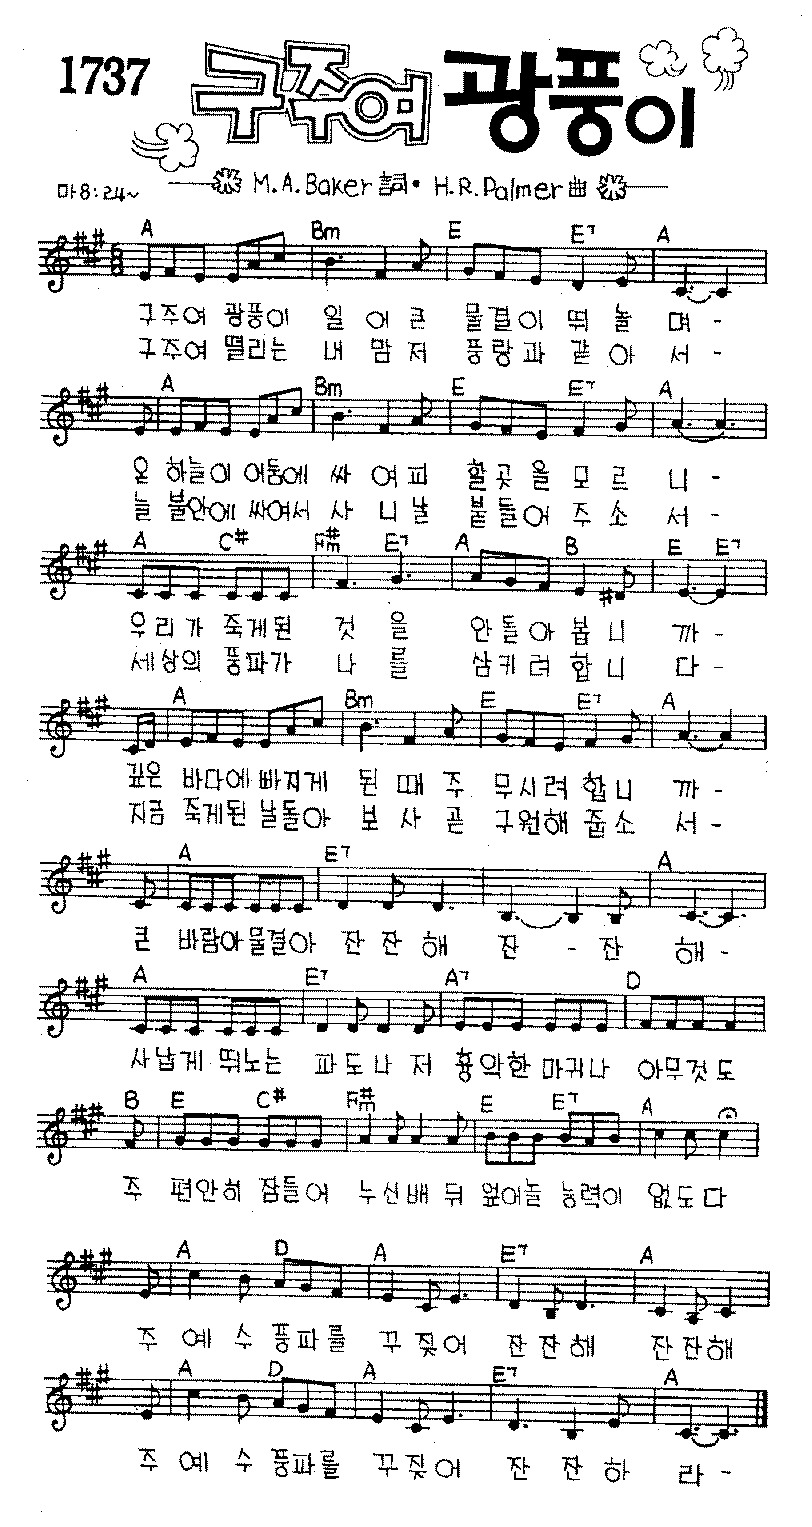 1737 구주여 광풍이
마8:24~ M.A.Baker 詞· H.R.Palmer 曲
A Bm E E7 A
구주여 광풍이 일 어 큰 물결이 뛰 놀 며 -
구주여 떨리는 내 맘 저 풍랑과 같 아 서 -
A Bm E E7 A
온 하늘이 어둠에 싸 여 피 할곳을 모 르 니 -
늘 불안에 싸여서 사 니 날 붙들어 주 소 서 -
A C# F#m E7 A B E E7
우리가 죽게된 것 을 안돌아 봅 니 까 -
세상의 풍파가 나 를 삼키려 합 니 다 -
A Bm E E7 A
깊은 바다에 빠지게 된 때 주 무시려 합 니 까 -
지금 죽게된 날돌아 보 사 곧 구원해 줍소 서 -
A E7 A
큰 바람아 물결아 잔 잔 해 잔 - 잔 해 -
A E7 A7 D
사납게 뛰노는 파 도 나 저 흉악한 마귀나 아무것도
B E C# F#m E E7 A
주 편안히 잠들어 누 신 배 뒤 엎어놀 능력이 없도다
A D A E7 A
주 예 수 풍파를 꾸 짖 어 잔잔해 잔잔해
A D A E7 A
주 예 수 풍파를 꾸 짖 어 잔 잔 하 라 -